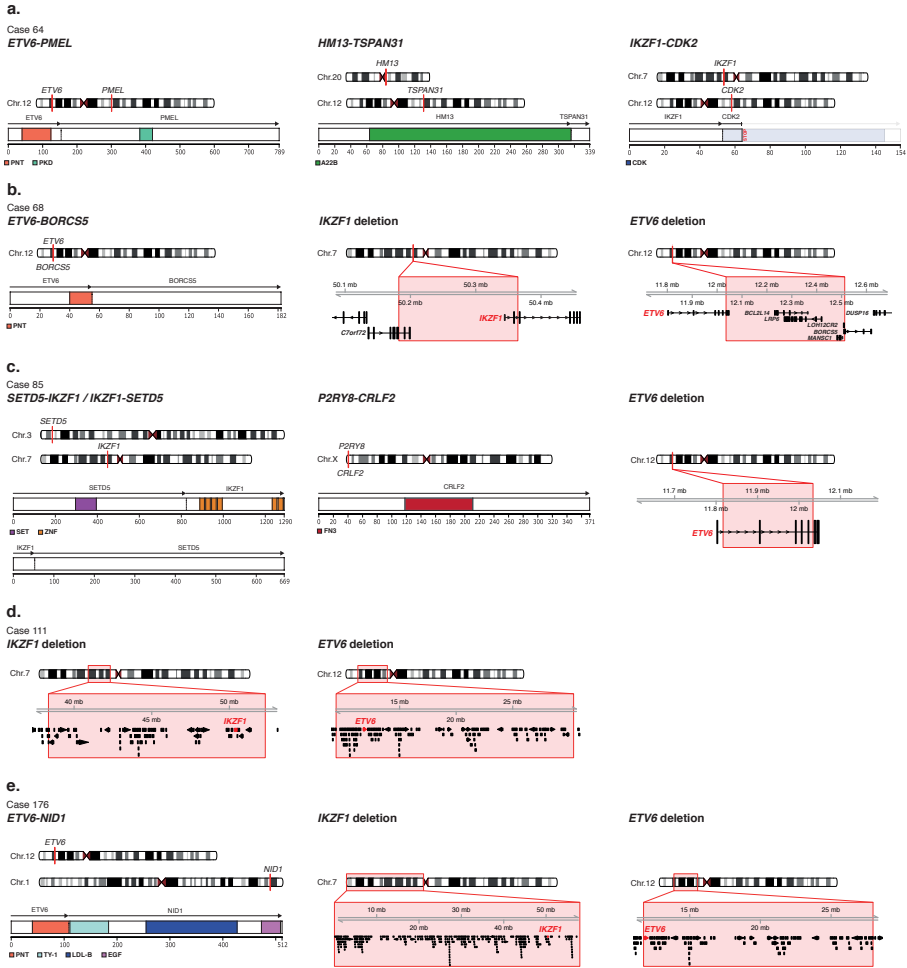 a.
Case 64
ETV6-PMEL
HM13-TSPAN31
IKZF1-CDK2
ETV6 PMEL
Chr.12
ETV6 PMEL
0 100 200 300 400 500 600 700 789
PNT PKD
HM13
Chr.20
TSPAN31
Chr.12
HM13 TSPAN31
0 20 40 60 80 100 120 140 160 180 200 220 240 260 280 300 339
A22B
IKZF1
Chr.7
CDK2
Chr.12
IKZF1 CDK2
STOP
0 20 40 60 80 100 120 154
CDK
b.
Case 68
ETV6-BORCS5
IKZF1 deletion
ETV6 deletion
ETV6
Chr.12
BORCS5
ETV6 BORCS5
0 20 40 60 80 100 120 140 160 182
PNT
Chr.7
50.1 mb 50.3 mb
50.2 mb 50.4 mb
IKZF1
C7orf72
Chr.12
11.8 mb 12 mb 12.2 mb 12.4 mb 12.6 mb
11.9 mb 12.1 mb 12.3 mb 12.5 mb
ETV6 BCL2L14 DUSP16
LRP6
LOH12CR2
BORCS5
MANSC1
c.
Case 85
SETD5-IKZF1 / IKZF1-SETD5
P2RY8-CRLF2
ETV6 deletion
SETD5
Chr.3
IKZF1
Chr.7
SETD5 IKZF1
0 200 400 600 800 1000 1290
SET ZNF
IKZF1 SETD5
0 100 200 300 400 500 669
P2RY8
Chr.X
CRLF2
CRLF2
0 20 40 60 80 100 120 140 160 180 200 220 240 260 280 300 340 371
FN3
Chr.12
11.7 mb 11.9 mb 12.1 mb
11.8 mb 12 mb
ETV6
d.
Case 111
IKZF1 deletion
ETV6 deletion
Chr.7
40 mb 50 mb
45 mb
IKZF1
Chr.12
15 mb 25 mb
20 mb
ETV6
e.
Case 176
ETV6-NID1
IKZF1 deletion
ETV6 deletion
ETV6
Chr.12
NID1
Chr.1
ETV6 NID1
0 100 200 300 400 512
PNT TY-1 LDL-B EGF
Chr.7
10 mb 30 mb 50 mb
20 mb 40 mb
IKZF1
Chr.12
15 mb 25 mb
20 mb
ETV6